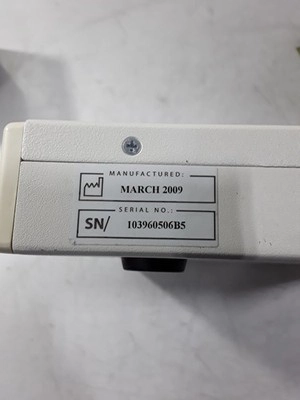 MANUFACTURED:
MARCH 2009
SERIAL NO.:
SN/ 103960506B5